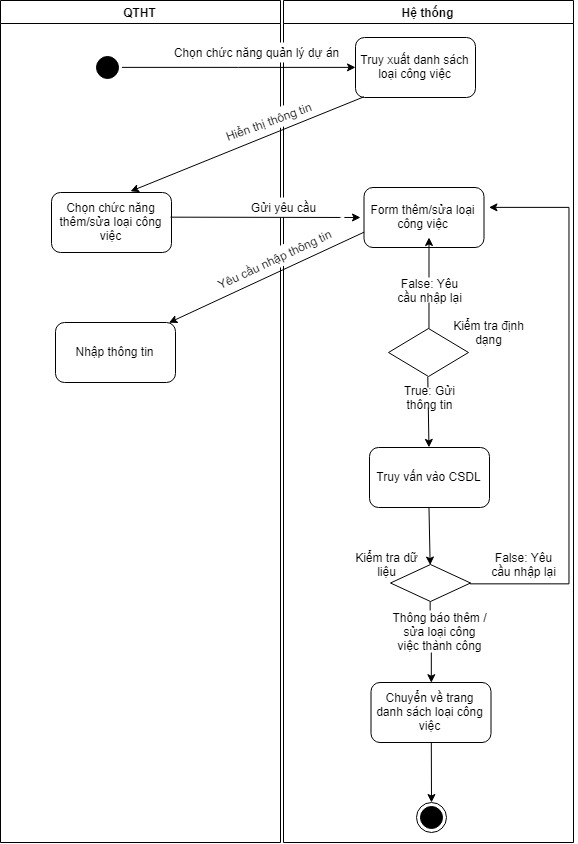 QTHT
Hệ thống
Chọn chức năng quản lý dự án
Truy xuất danh sách
loại công việc
Hiển thị thông tin
Chọn chức năng
thêm/sửa loại công
việc
Gửi yêu cầu
Form thêm/sửa loại
công việc
Yêu cầu nhập thông tin
False: Yêu
cầu nhập lại
Kiểm tra định
dạng
Nhập thông tin
True: Gửi
thông tin
Truy vấn vào CSDL
Kiểm tra dữ
liệu
False: Yêu
cầu nhập lại
Thông báo thêm /
sửa loại công
việc thành công
Chuyển về trang
danh sách loại công
việc